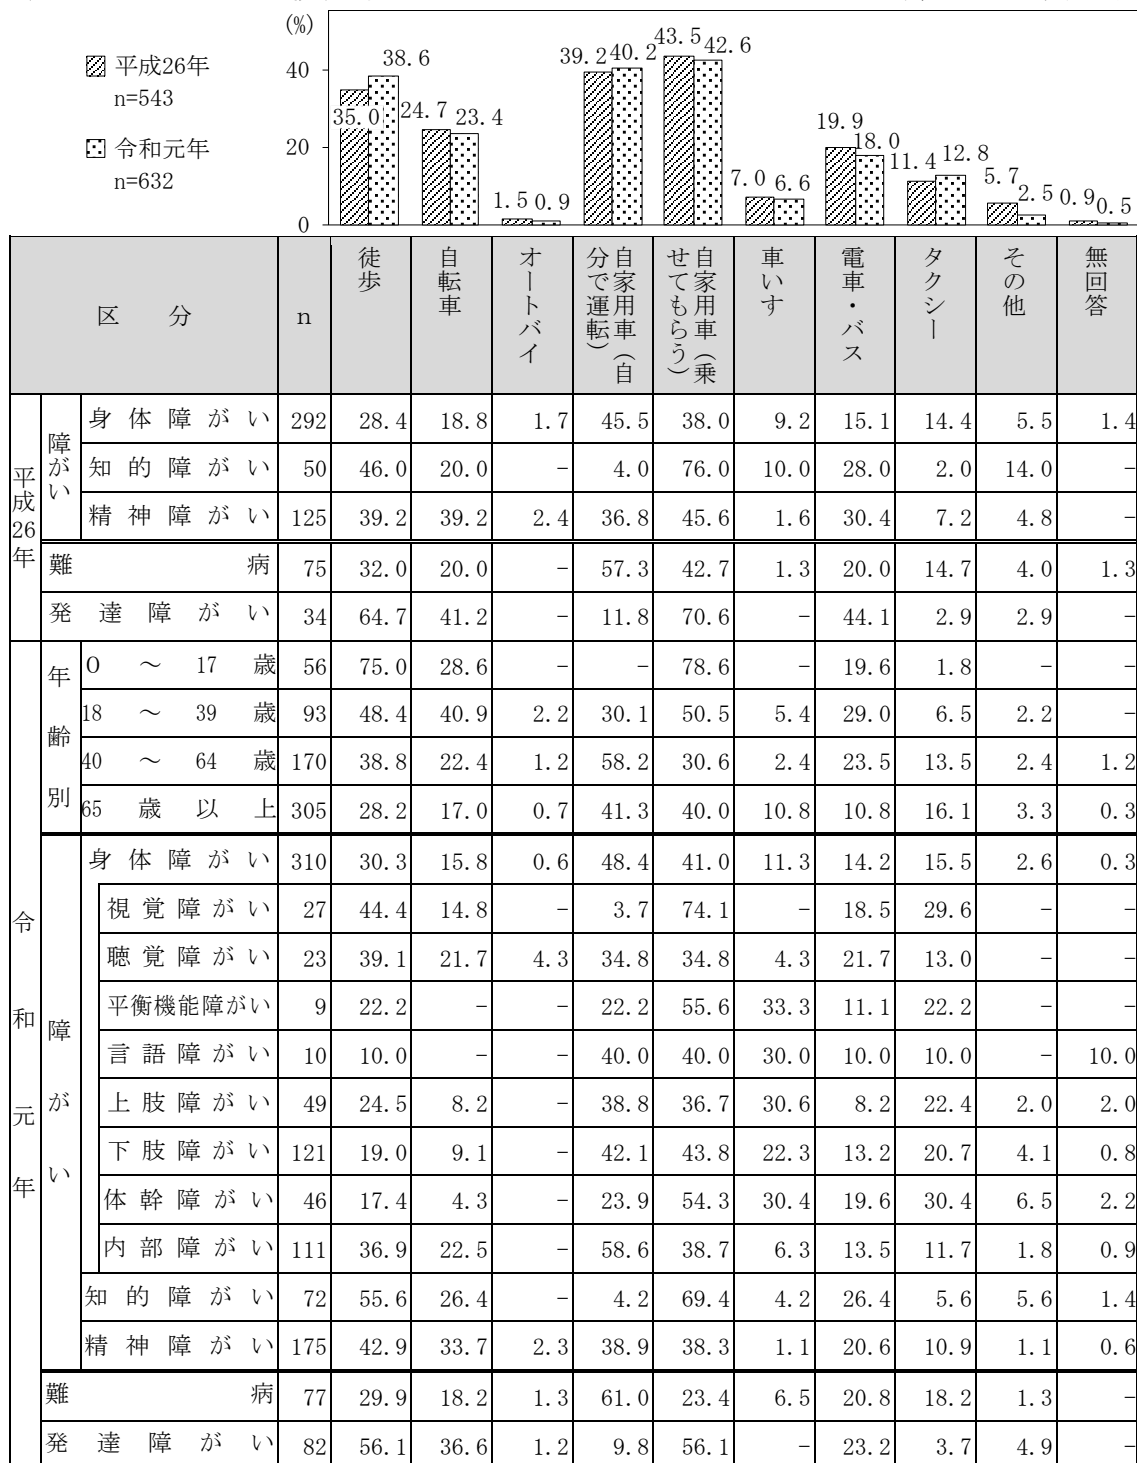 (%)
平成26年
n=543
令和元年
n=632
40
20
0
35.0 38.6
24.7 23.4
1.5 0.9
39.2 40.2
43.5 42.6
7.0 6.6
19.9 18.0
11.4 12.8
5.7 2.5
0.9 0.5
区分 n 徒歩 自転車 オートバイ 自家用車(自分で運転) 自家用車(乗せてもらう) 車いす 電車・バス タクシー その他 無回答
平成26年
障がい
身体障がい 292 28.4 18.8 1.7 45.5 38.0 9.2 15.1 14.4 5.5 1.4
知的障がい 50 46.0 20.0 - 4.0 76.0 10.0 28.0 2.0 14.0 -
精神障がい 125 39.2 39.2 2.4 36.8 45.6 1.6 30.4 7.2 4.8 -
難病 75 32.0 20.0 - 57.3 42.7 1.3 20.0 14.7 4.0 1.3
発達障がい 34 64.7 41.2 - 11.8 70.6 - 44.1 2.9 2.9 -
令和元年
年齢別
0～17歳 56 75.0 28.6 - - 78.6 - 19.6 1.8 - -
18～39歳 93 48.4 40.9 2.2 30.1 50.5 5.4 29.0 6.5 2.2 -
40～64歳 170 38.8 22.4 1.2 58.2 30.6 2.4 23.5 13.5 2.4 1.2
65歳以上 305 28.2 17.0 0.7 41.3 40.0 10.8 10.8 16.1 3.3 0.3
障がい
身体障がい 310 30.3 15.8 0.6 48.4 41.0 11.3 14.2 15.5 2.6 0.3
視覚障がい 27 44.4 14.8 - 3.7 74.1 - 18.5 29.6 - -
聴覚障がい 23 39.1 21.7 4.3 34.8 34.8 4.3 21.7 13.0 - -
平衡機能障がい 9 22.2 - - 22.2 55.6 33.3 11.1 22.2 - -
言語障がい 10 10.0 - - 40.0 40.0 30.0 10.0 10.0 - 10.0
上肢障がい 49 24.5 8.2 - 38.8 36.7 30.6 8.2 22.4 2.0 2.0
下肢障がい 121 19.0 9.1 - 42.1 43.8 22.3 13.2 20.7 4.1 0.8
体幹障がい 46 17.4 4.3 - 23.9 54.3 30.4 19.6 30.4 6.5 2.2
内部障がい 111 36.9 22.5 - 58.6 38.7 6.3 13.5 11.7 1.8 0.9
知的障がい 72 55.6 26.4 - 4.2 69.4 4.2 26.4 5.6 5.6 1.4
精神障がい 175 42.9 33.7 2.3 38.9 38.3 1.1 20.6 10.9 1.1 0.6
難病 77 29.9 18.2 1.3 61.0 23.4 6.5 20.8 18.2 1.3 -
発達障がい 82 56.1 36.6 1.2 9.8 56.1 - 23.2 3.7 4.9 -